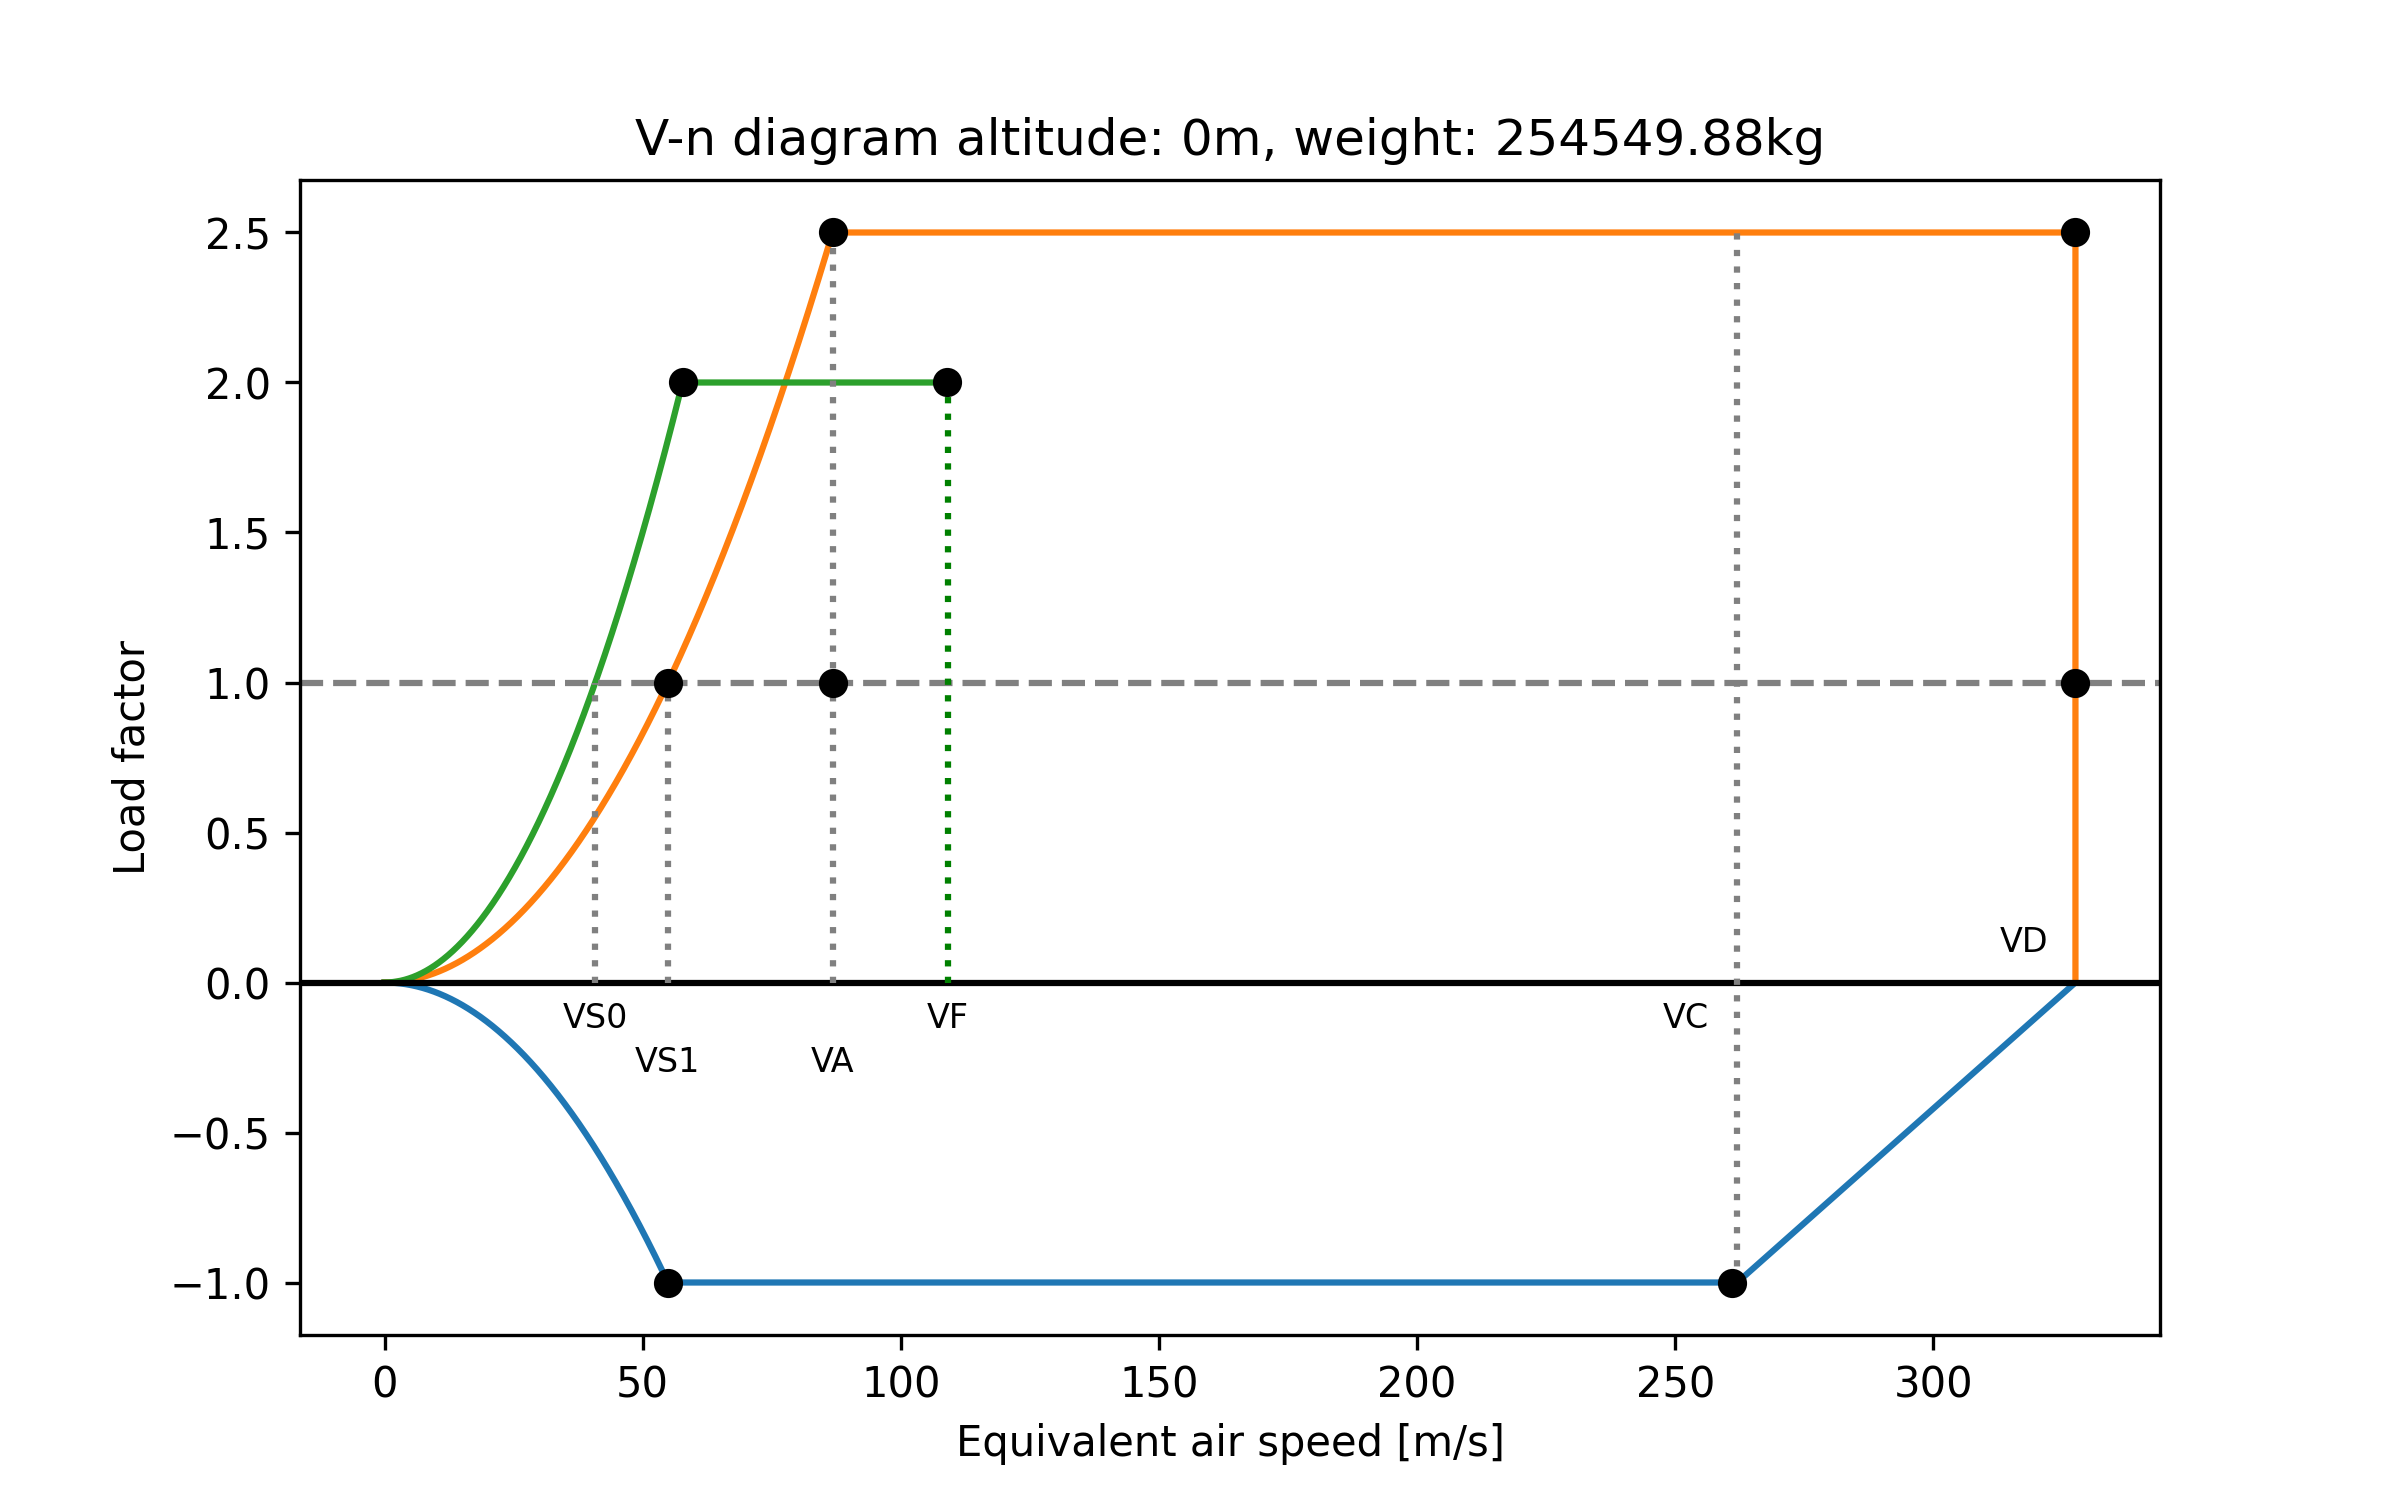 V-n diagram altitude: 0m, weight: 254549.88kg
2.5
2.0
1.5
1.0
0.5
0.0
−0.5
−1.0
Load factor
VD
VS0
VF
VC
VS1
VA
0 50 100 150 200 250 300
Equivalent air speed [m/s]